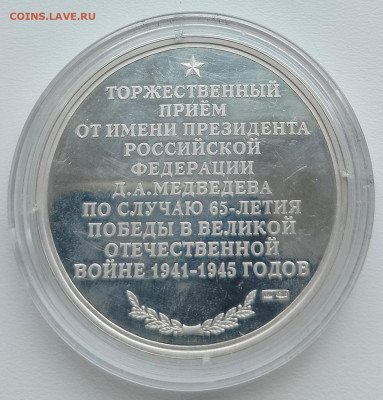 COINS.LAVE.RU
ТОРЖЕСТВЕННЫЙ
ПРИЁМ
ОТ ИМЕНИ ПРЕЗИДЕНТА
РОССИЙСКОЙ
ФЕДЕРАЦИИ
Д.А.МЕДВЕДЕВА
ПО СЛУЧАЮ 65-ЛЕТИЯ
ПОБЕДЫ В ВЕЛИКОЙ
ОТЕЧЕСТВЕННОЙ
ВОЙНЕ 1941-1945 ГОДОВ